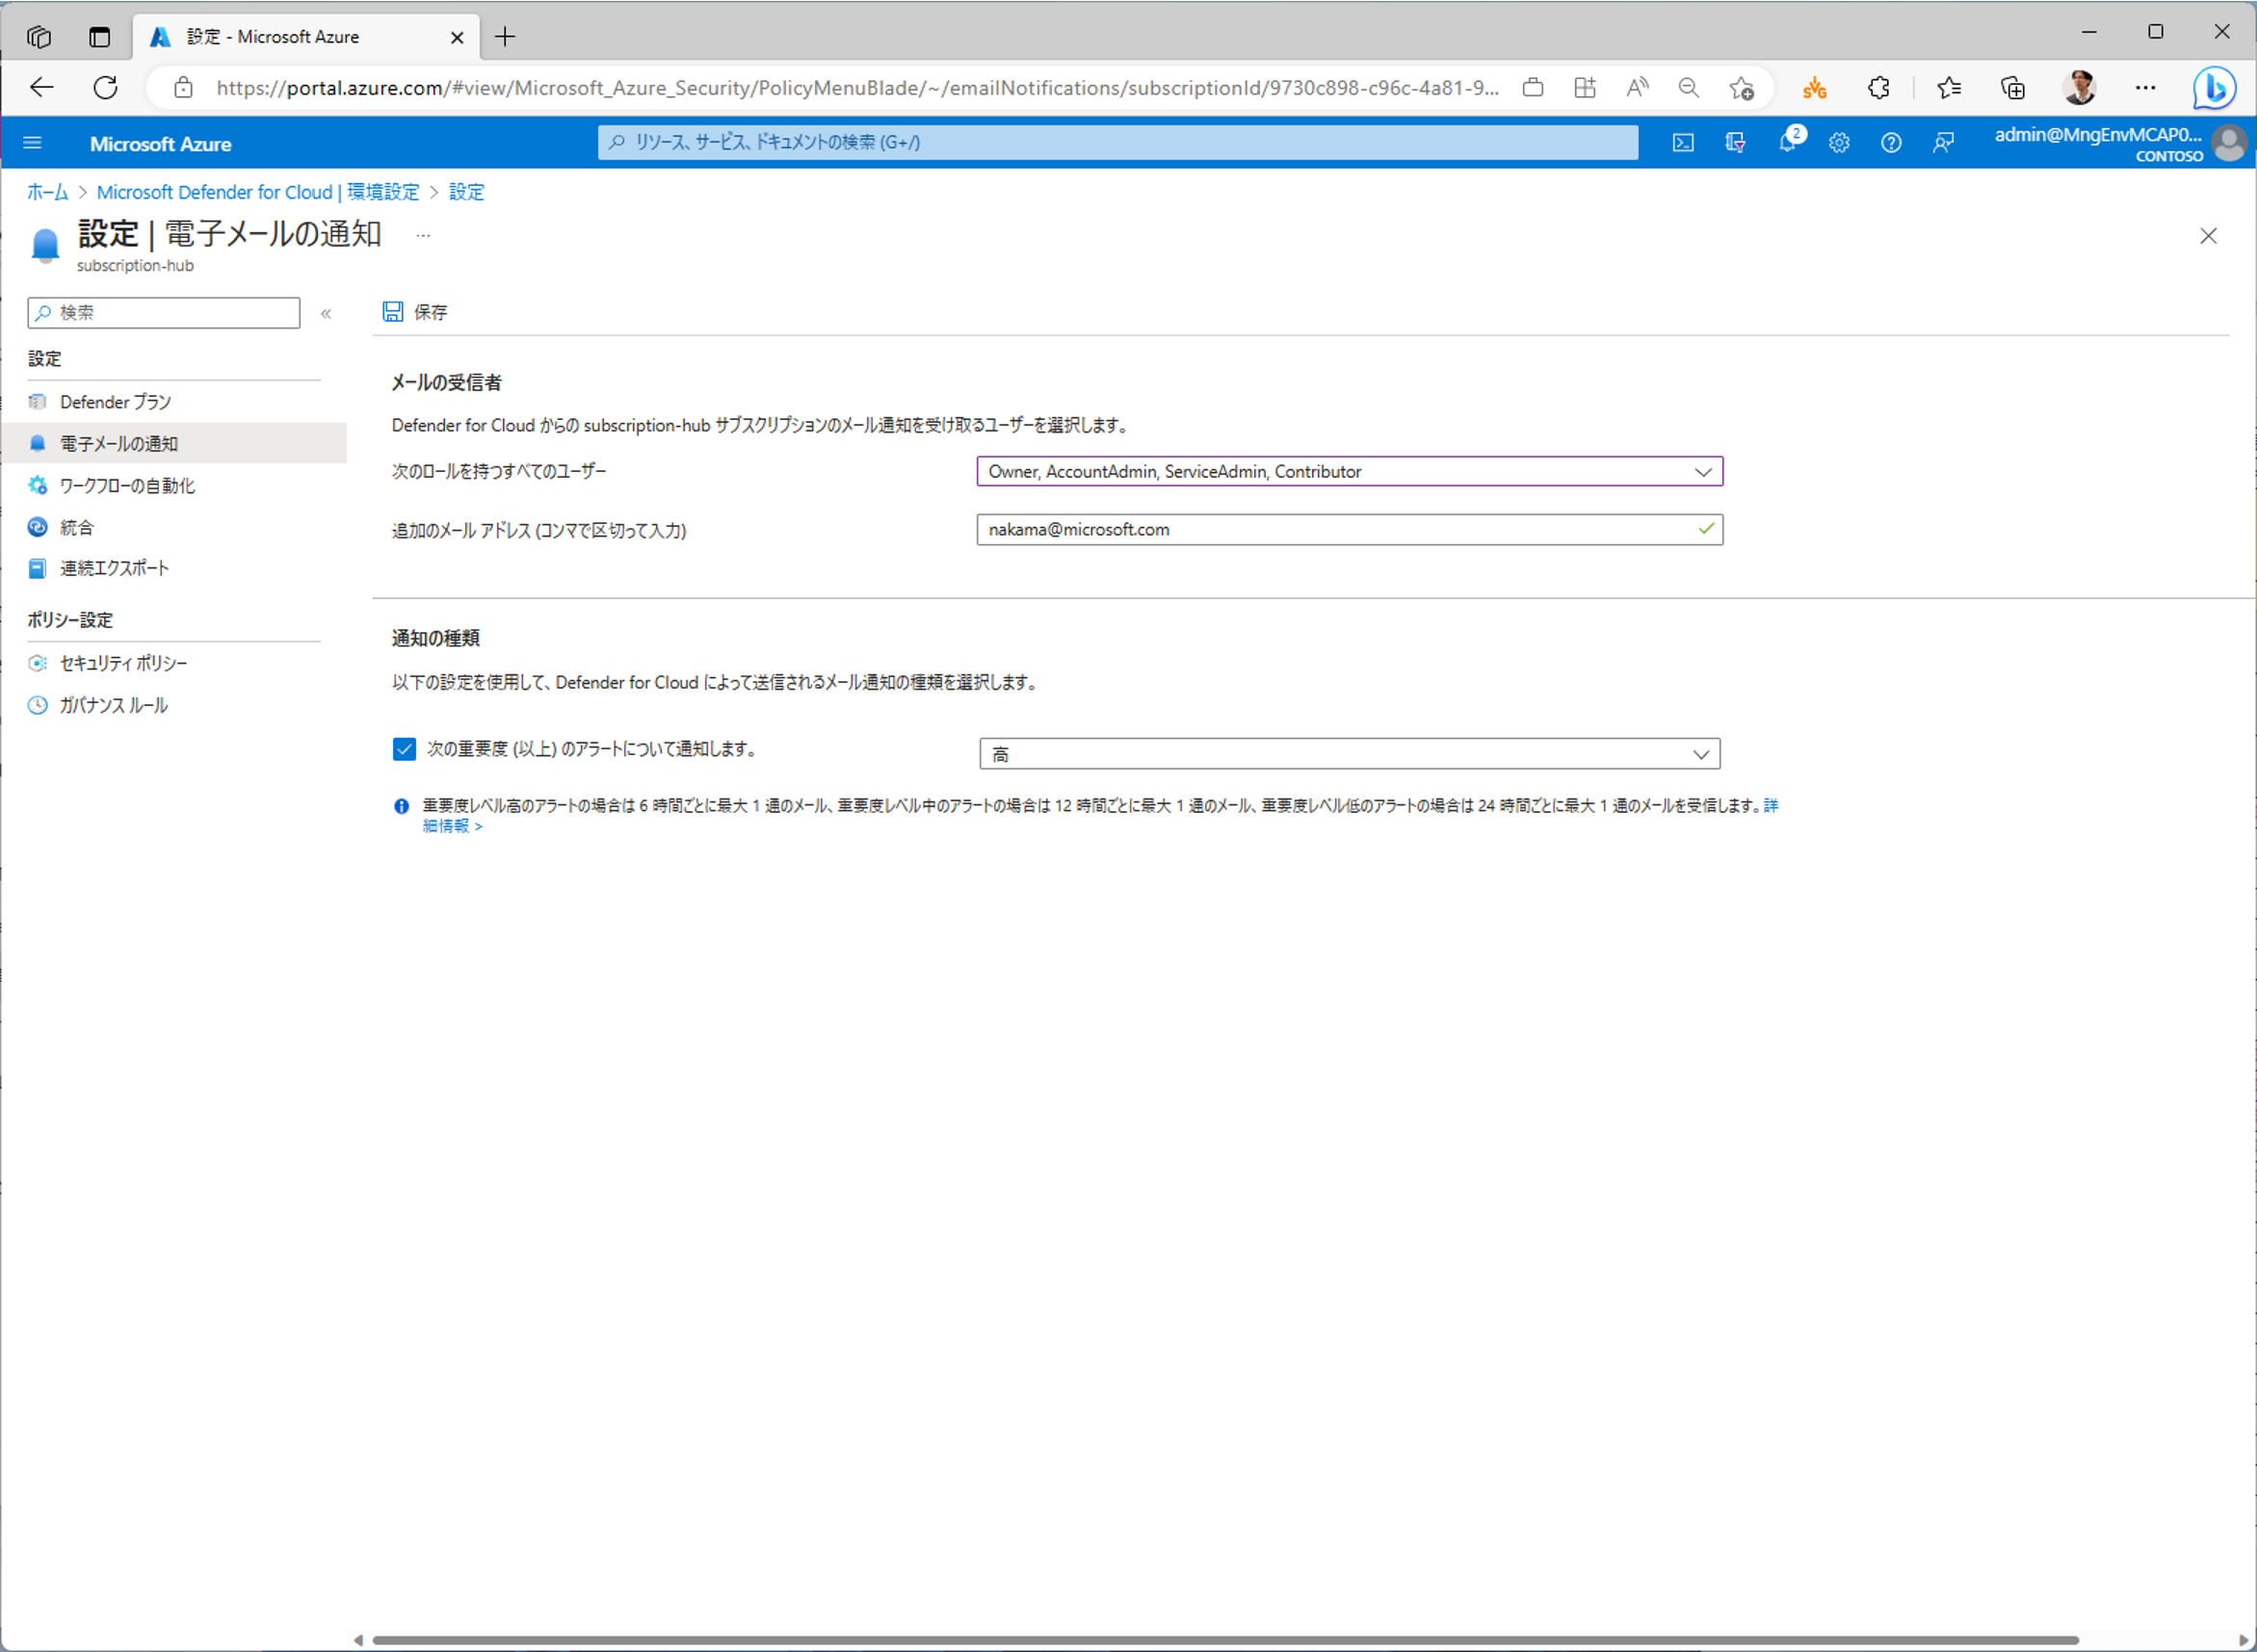 設定 - Microsoft Azure
https://portal.azure.com/#view/Microsoft_Azure_Security/PolicyMenuBlade/~/emailNotifications/subscriptionId/9730c898-c96c-4a81-9...
Microsoft Azure
リソース、サービス、ドキュメントの検索 (G+/)
2
admin@MngEnvMCAP0...
CONTOSO
ホーム > Microsoft Defender for Cloud | 環境設定 > 設定
設定 | 電子メールの通知 ...
subscription-hub
検索
«
保存
設定
Defender プラン
電子メールの通知
ワークフローの自動化
統合
連続エクスポート
ポリシー設定
セキュリティ ポリシー
ガバナンス ルール
メールの受信者
Defender for Cloud からの subscription-hub サブスクリプションのメール通知を受け取るユーザーを選択します。
次のロールを持つすべてのユーザー
Owner, AccountAdmin, ServiceAdmin, Contributor
追加のメール アドレス (コンマで区切って入力)
nakama@microsoft.com
通知の種類
以下の設定を使用して、Defender for Cloud によって送信されるメール通知の種類を選択します。
次の重要度 (以上) のアラートについて通知します。
高
重要度レベル高のアラートの場合は 6 時間ごとに最大 1 通のメール、重要度レベル中のアラートの場合は 12 時間ごとに最大 1 通のメール、重要度レベル低のアラートの場合は 24 時間ごとに最大 1 通のメールを受信します。詳
細情報 >